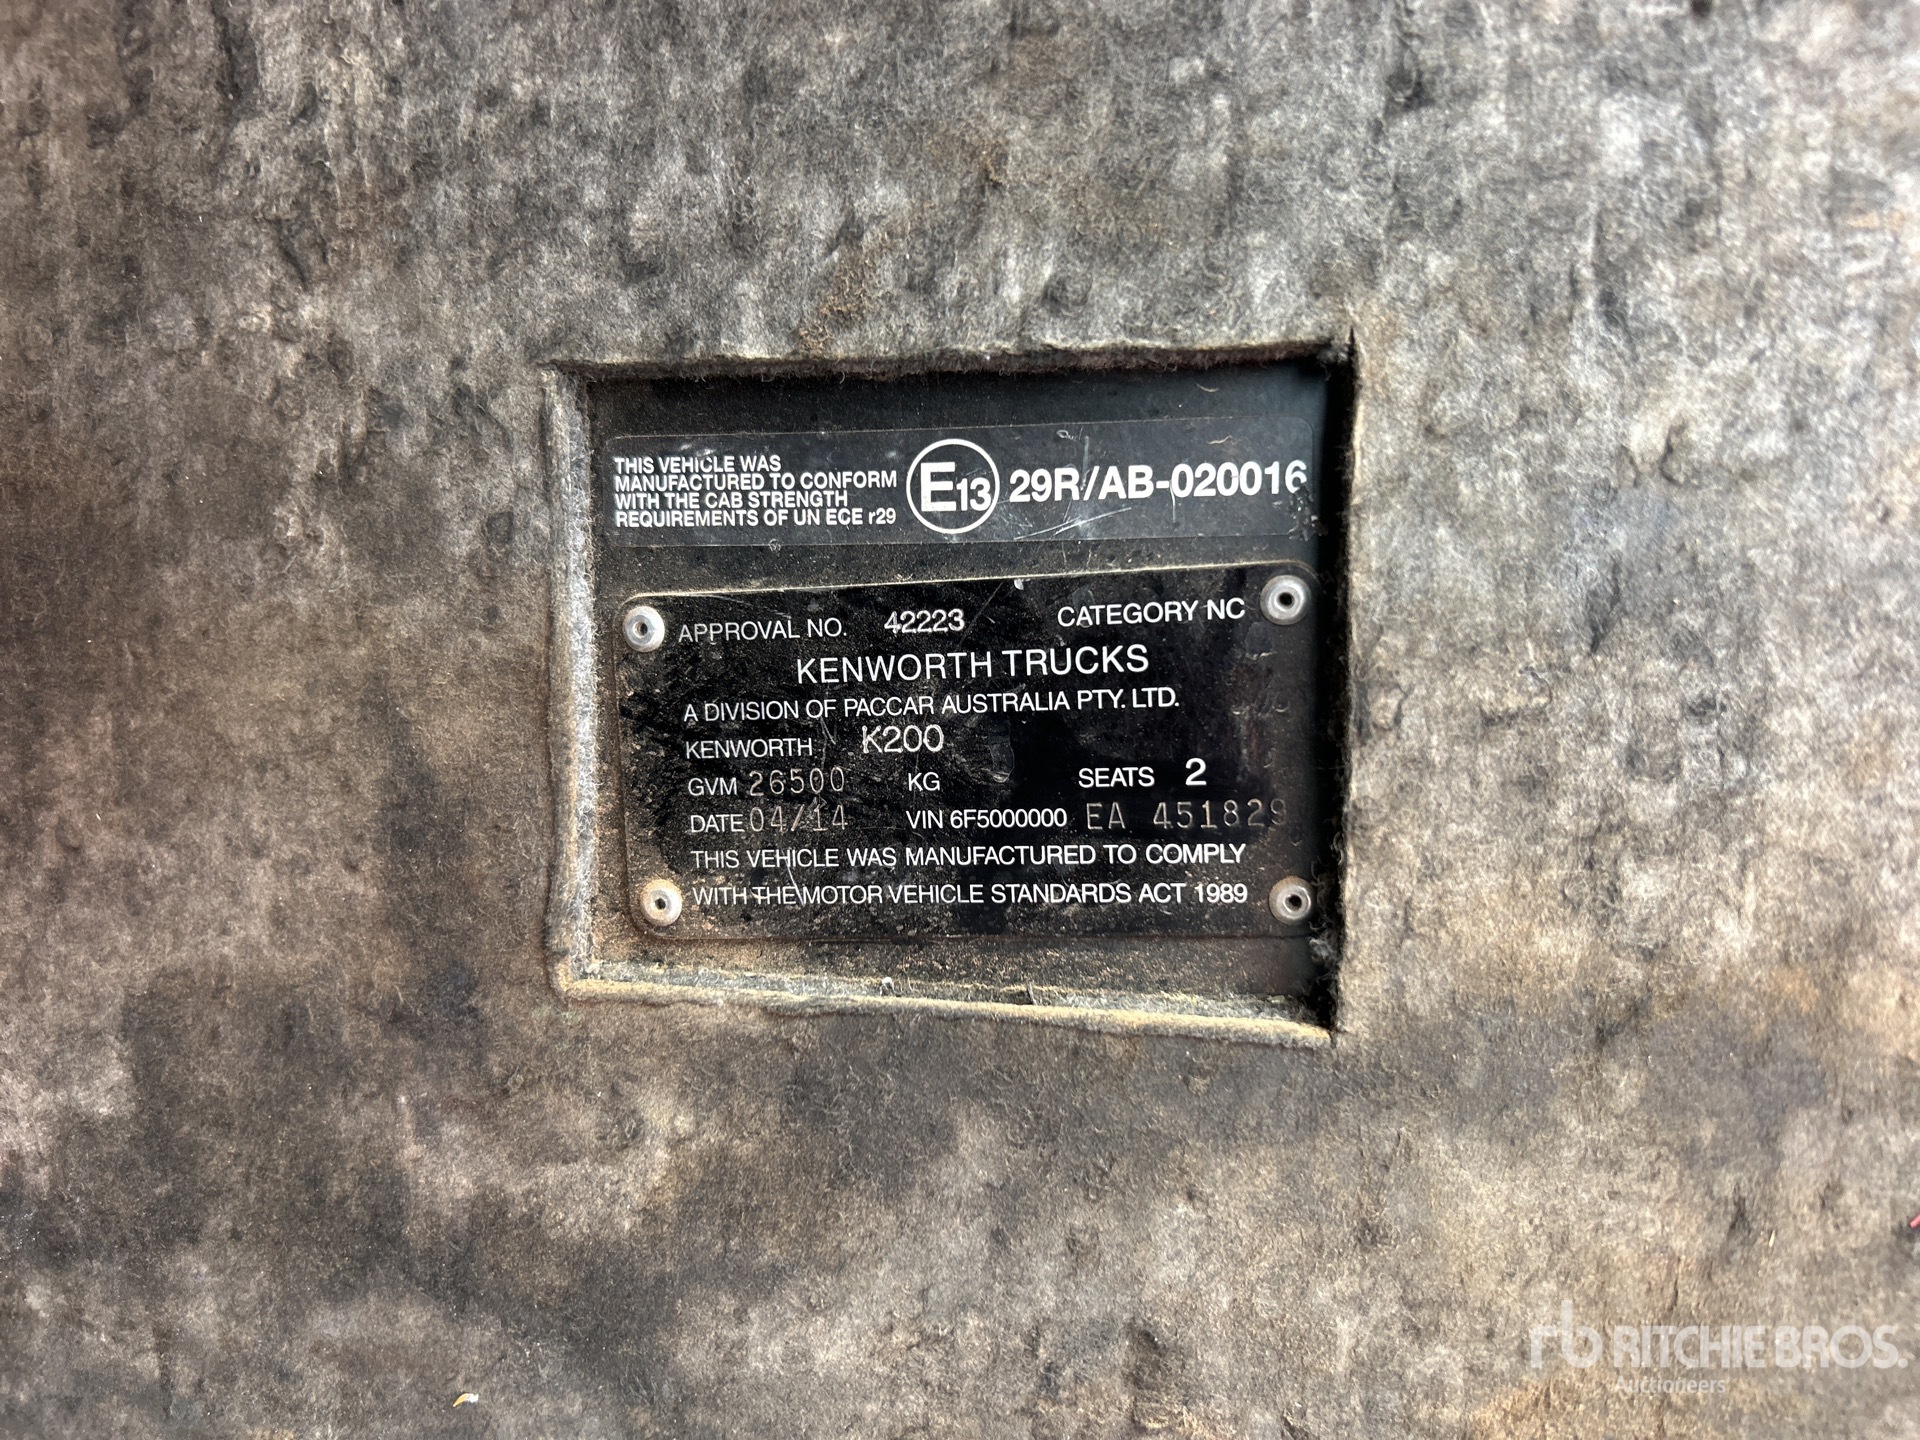 THIS VEHICLE WAS
MANUFACTURED TO CONFORM
WITH THE CAB STRENGTH
REQUIREMENTS OF UN ECE r29
E13 29R/AB-020016
APPROVAL NO. 42223 CATEGORY NC
KENWORTH TRUCKS
A DIVISION OF PACCAR AUSTRALIA PTY. LTD.
KENWORTH K200
GVM 26500 KG SEATS 2
DATE 04/14 VIN 6F5000000 EA 451829
THIS VEHICLE WAS MANUFACTURED TO COMPLY
WITH THE MOTOR VEHICLE STANDARDS ACT 1989
rb RITCHIE BROS.
Auctioneers